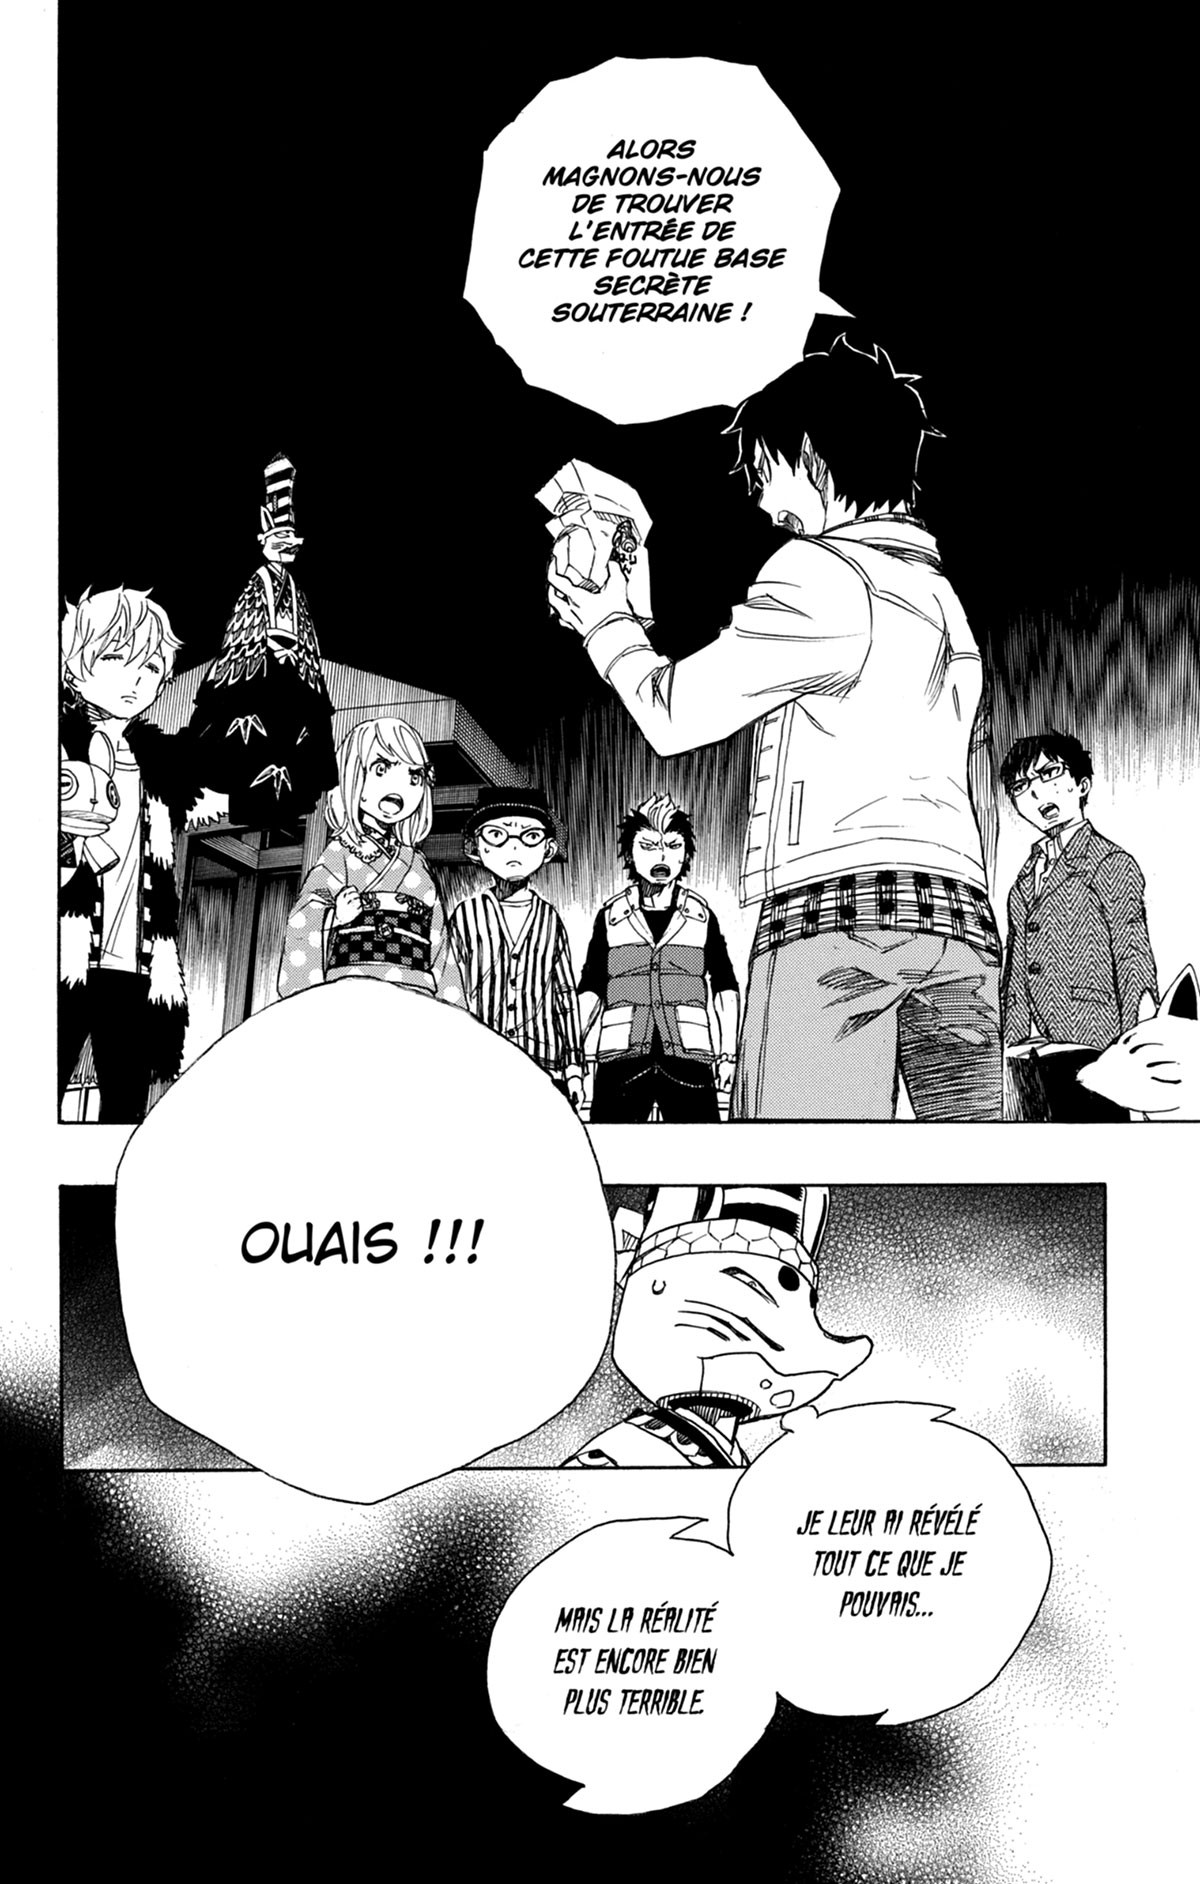 ALORS
MAGNONS-NOUS
DE TROUVER
L'ENTRÉE DE
CETTE FOUTUE BASE
SECRÈTE
SOUTERRAINE !
OUAIS !!!
JE LEUR AI RÉVÉLÉ
TOUT CE QUE JE
POUVAIS...
MAIS LA RÉALITÉ
EST ENCORE BIEN
PLUS TERRIBLE.